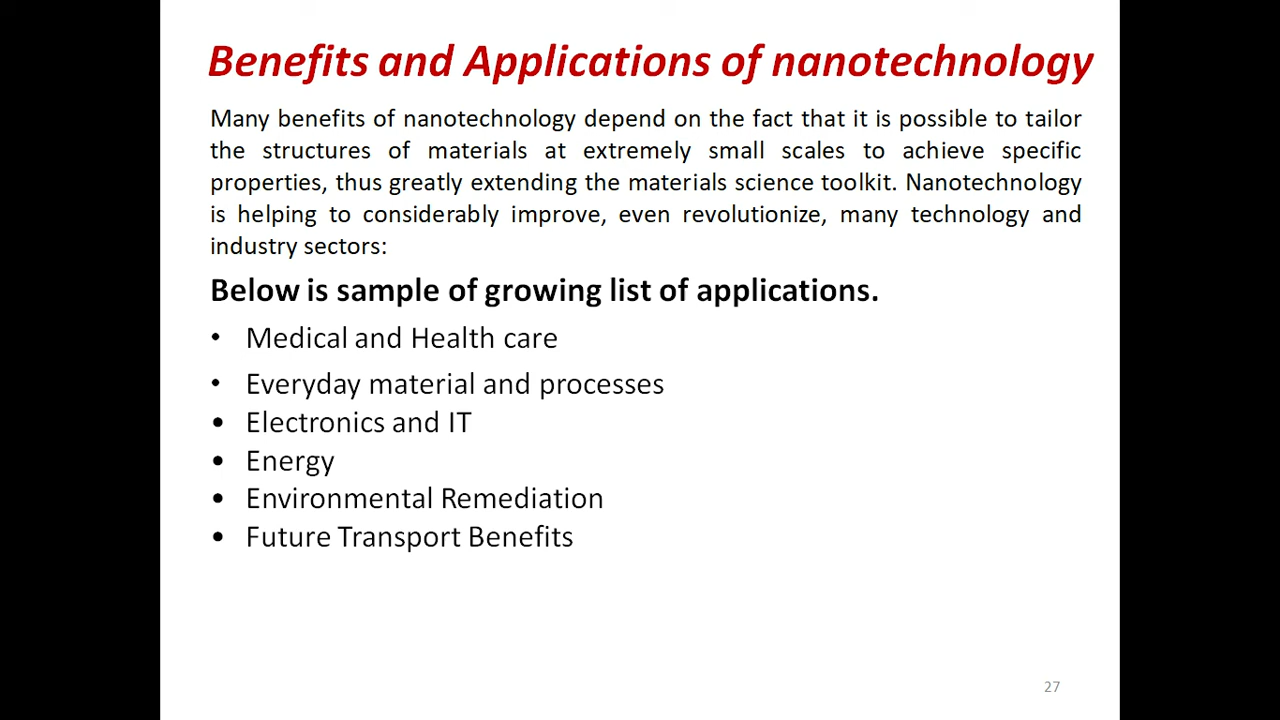 Benefits and Applications of nanotechnology
Many benefits of nanotechnology depend on the fact that it is possible to tailor
the structures of materials at extremely small scales to achieve specific
properties, thus greatly extending the materials science toolkit. Nanotechnology
is helping to considerably improve, even revolutionize, many technology and
industry sectors:
Below is sample of growing list of applications.
• Medical and Health care
• Everyday material and processes
• Electronics and IT
• Energy
• Environmental Remediation
• Future Transport Benefits
27